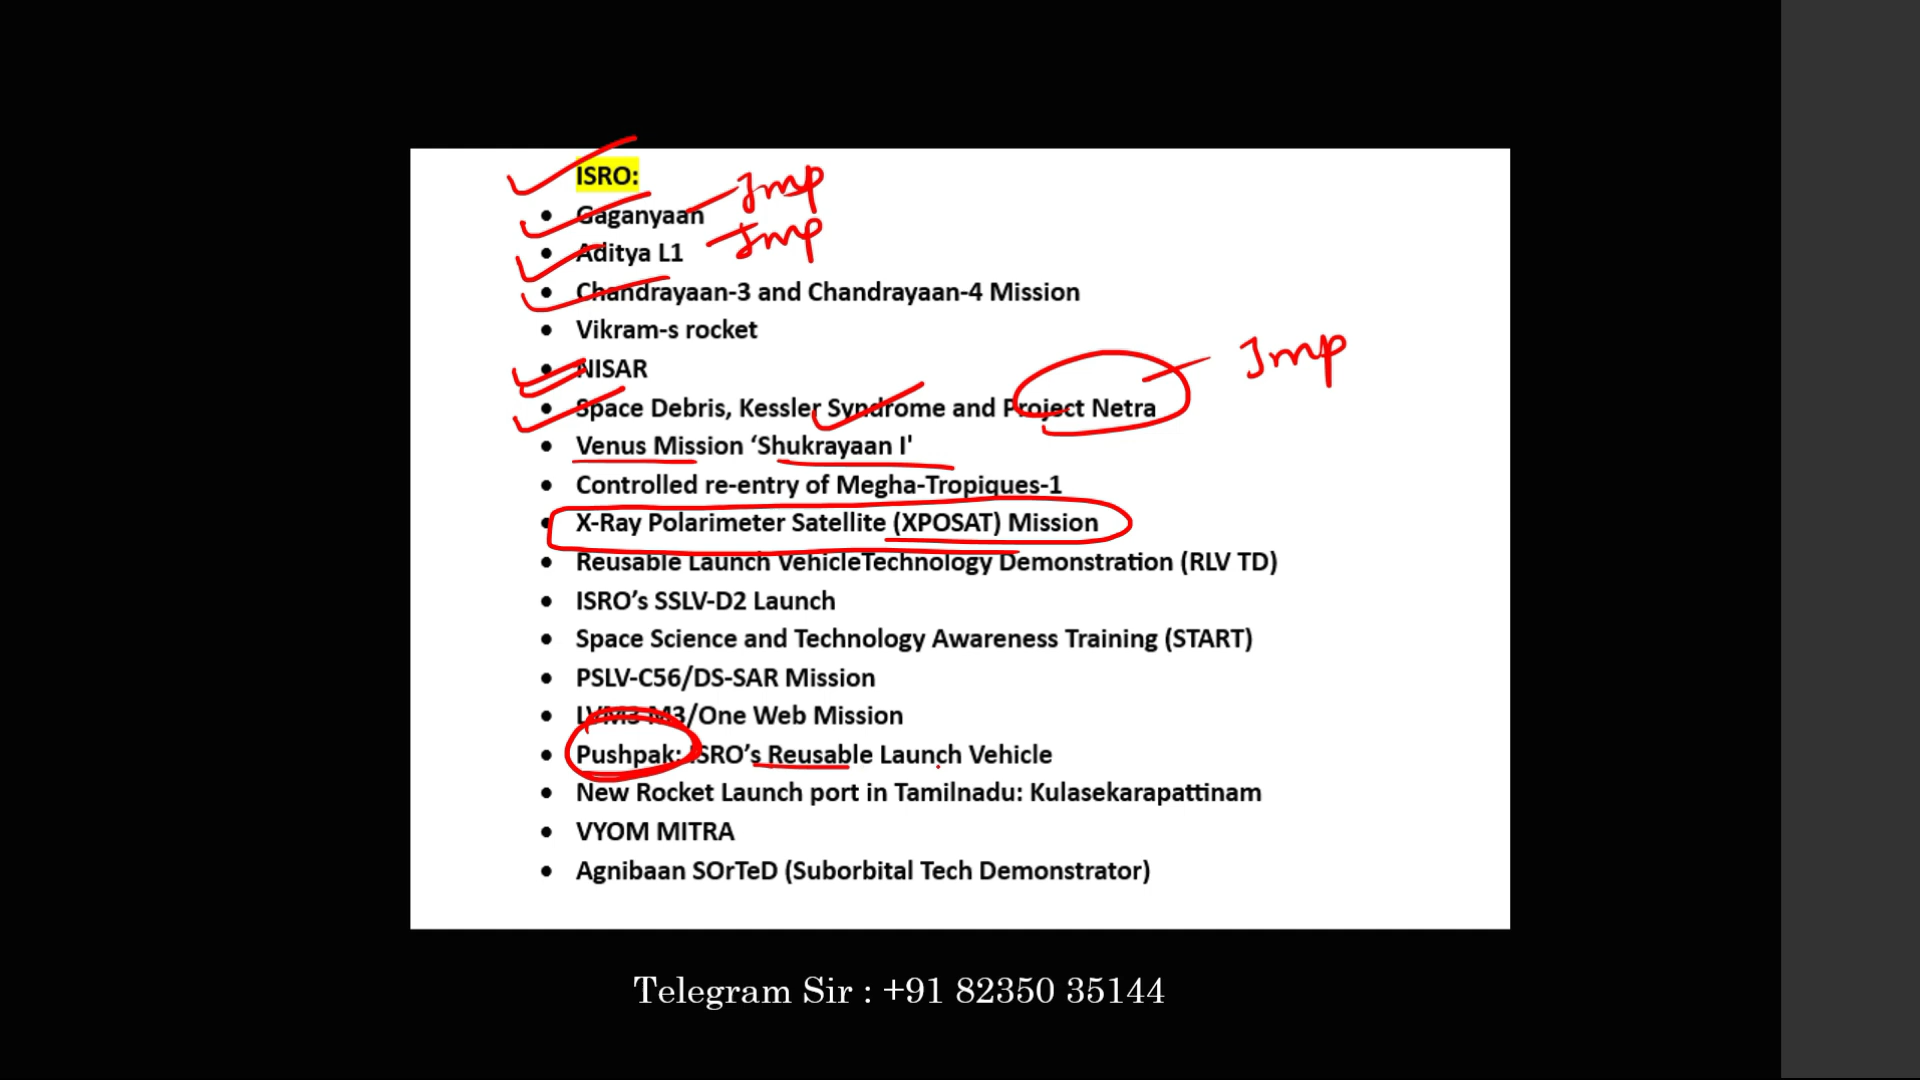 ISRO:
Gaganyaan Imp
Aditya L1 Imp
Chandrayaan-3 and Chandrayaan-4 Mission
Vikram-s rocket
NISAR
Space Debris, Kessler Syndrome and Project Netra Imp
Venus Mission ‘Shukrayaan I'
Controlled re-entry of Megha-Tropiques-1
X-Ray Polarimeter Satellite (XPOSAT) Mission
Reusable Launch VehicleTechnology Demonstration (RLV TD)
ISRO’s SSLV-D2 Launch
Space Science and Technology Awareness Training (START)
PSLV-C56/DS-SAR Mission
LVM3 M3/One Web Mission
Pushpak: ISRO’s Reusable Launch Vehicle
New Rocket Launch port in Tamilnadu: Kulasekarapattinam
VYOM MITRA
Agnibaan SOrTeD (Suborbital Tech Demonstrator)
Telegram Sir : +91 82350 35144